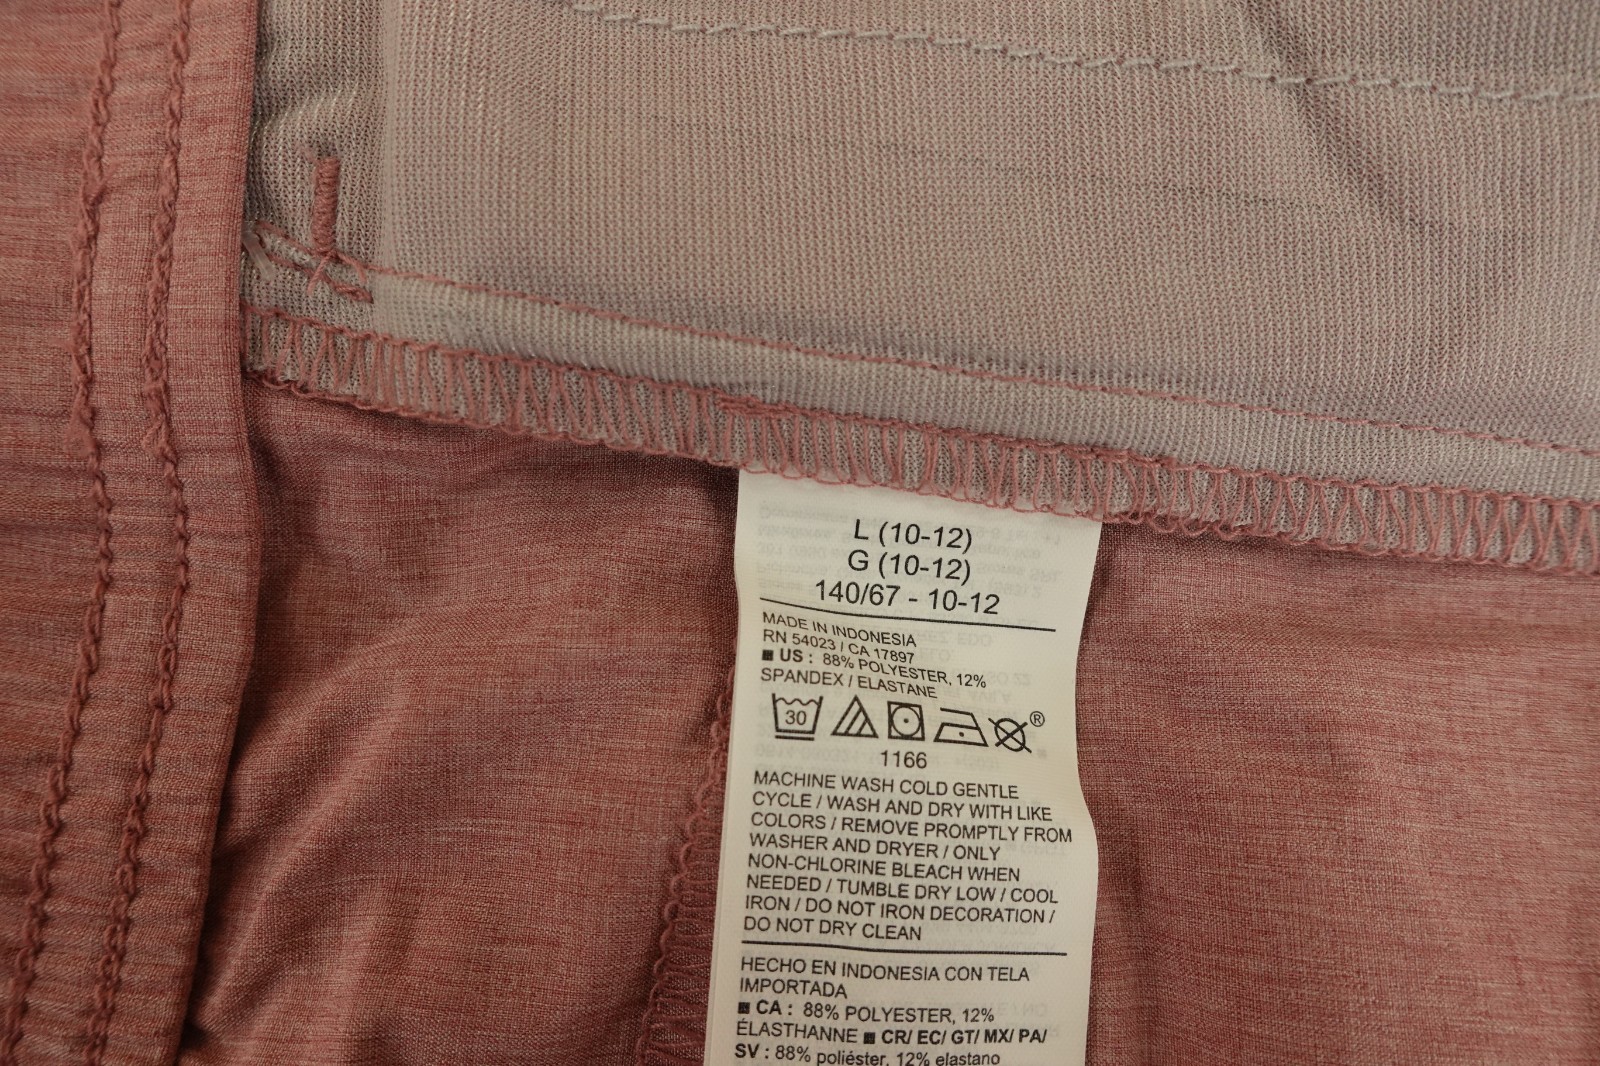 L (10-12)
G (10-12)
140/67 - 10-12
MADE IN INDONESIA
RN 54023 / CA 17897
■ US : 88% POLYESTER, 12%
SPANDEX / ELASTANE
30
®
1166
MACHINE WASH COLD GENTLE
CYCLE / WASH AND DRY WITH LIKE
COLORS / REMOVE PROMPTLY FROM
WASHER AND DRYER / ONLY
NON-CHLORINE BLEACH WHEN
NEEDED / TUMBLE DRY LOW / COOL
IRON / DO NOT IRON DECORATION /
DO NOT DRY CLEAN
HECHO EN INDONESIA CON TELA
IMPORTADA
■ CA : 88% POLYESTER, 12%
ÉLASTHANNE ■ CR/ EC/ GT/ MX/ PA/
SV : 88% poliéster, 12% elastano